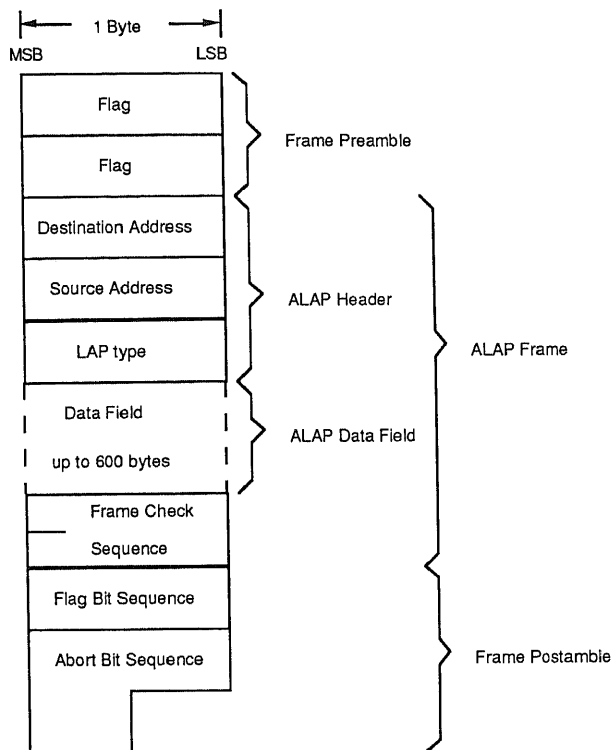 1 Byte
MSB LSB
Flag
Flag
Frame Preamble
Destination Address
Source Address
LAP type
ALAP Header
ALAP Frame
Data Field
up to 600 bytes
ALAP Data Field
Frame Check
Sequence
Flag Bit Sequence
Abort Bit Sequence
Frame Postamble